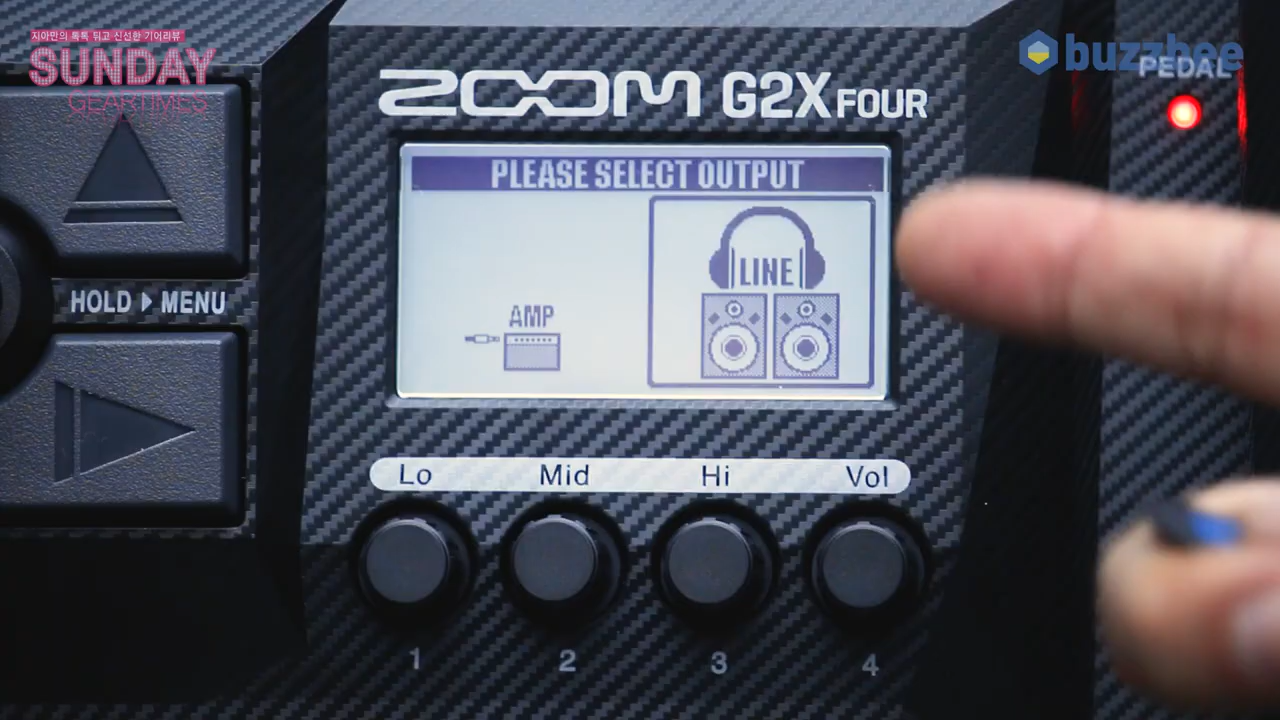 지아만의 톡톡 튀고 신선한 기어리뷰
SUNDAY
GEARTIMES
buzzbee
PEDAL
ZOOM G2X FOUR
PLEASE SELECT OUTPUT
LINE
AMP
HOLD ▶ MENU
Lo Mid Hi Vol
1 2 3 4